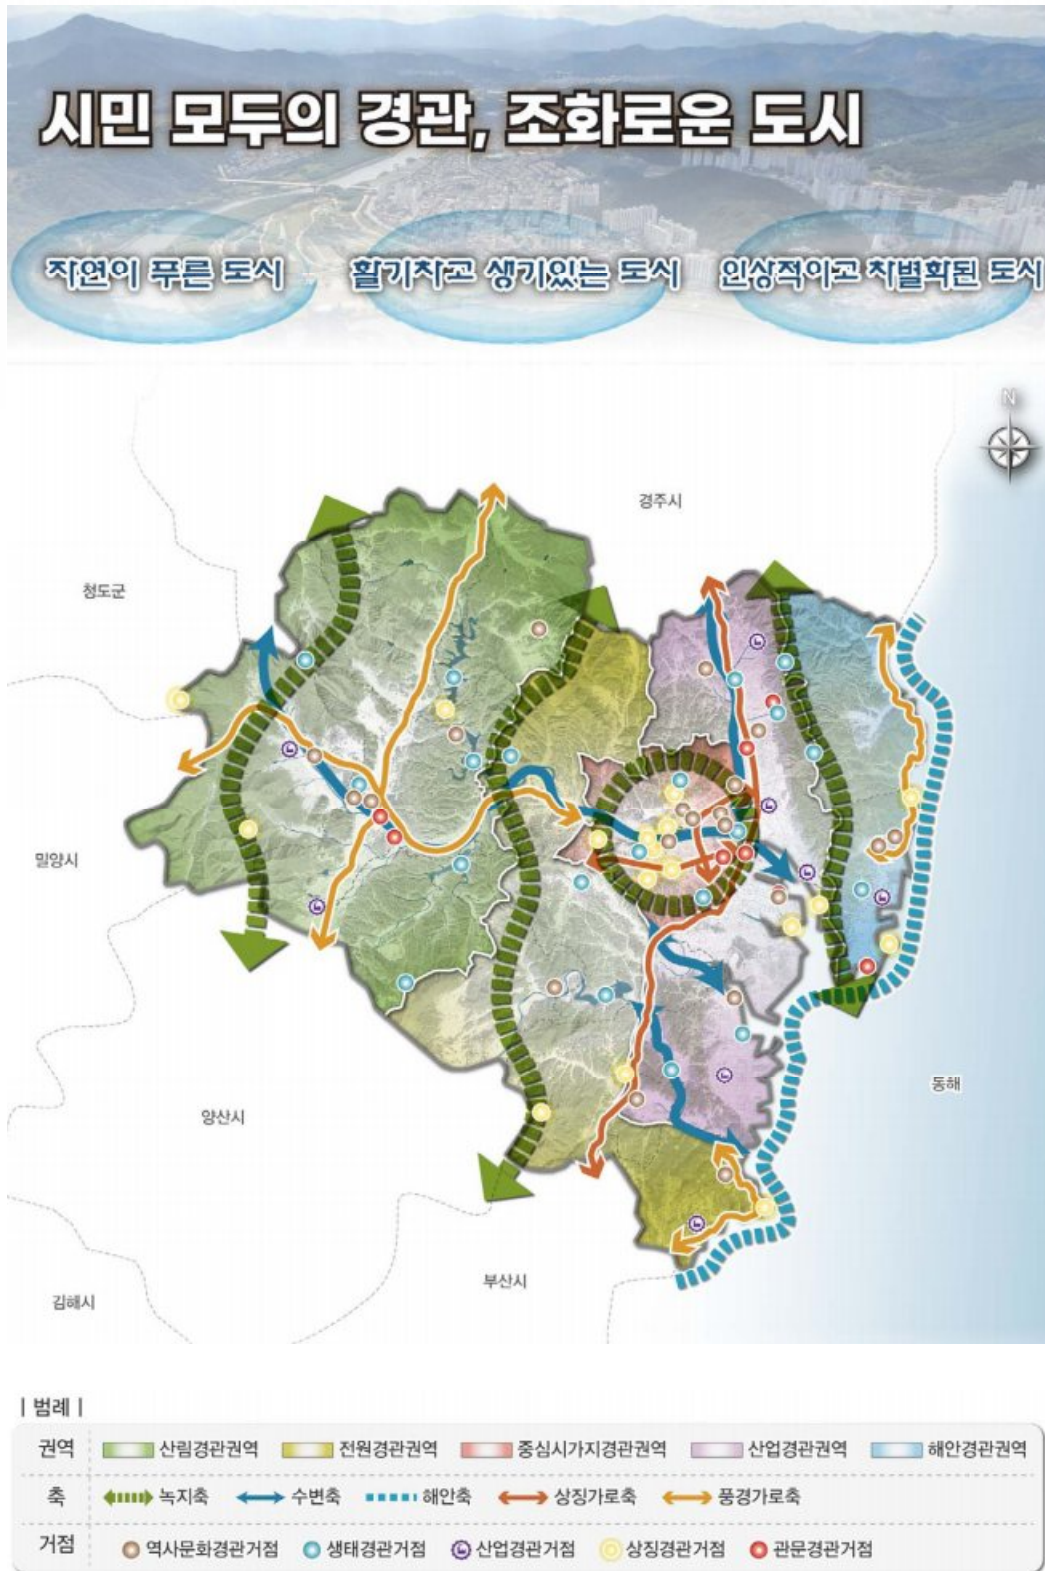 시민 모두의 경관, 조화로운 도시
자연이 푸른 도시 활기차고 생기있는 도시 인상적이고 차별화된 도시
N
경주시
청도군
밀양시
동해
양산시
부산시
김해시
| 범례 |
권역 산림경관권역 전원경관권역 중심시가지경관권역 산업경관권역 해안경관권역
축 녹지축 수변축 해안축 상징가로축 풍경가로축
거점 역사문화경관거점 생태경관거점 산업경관거점 상징경관거점 관문경관거점